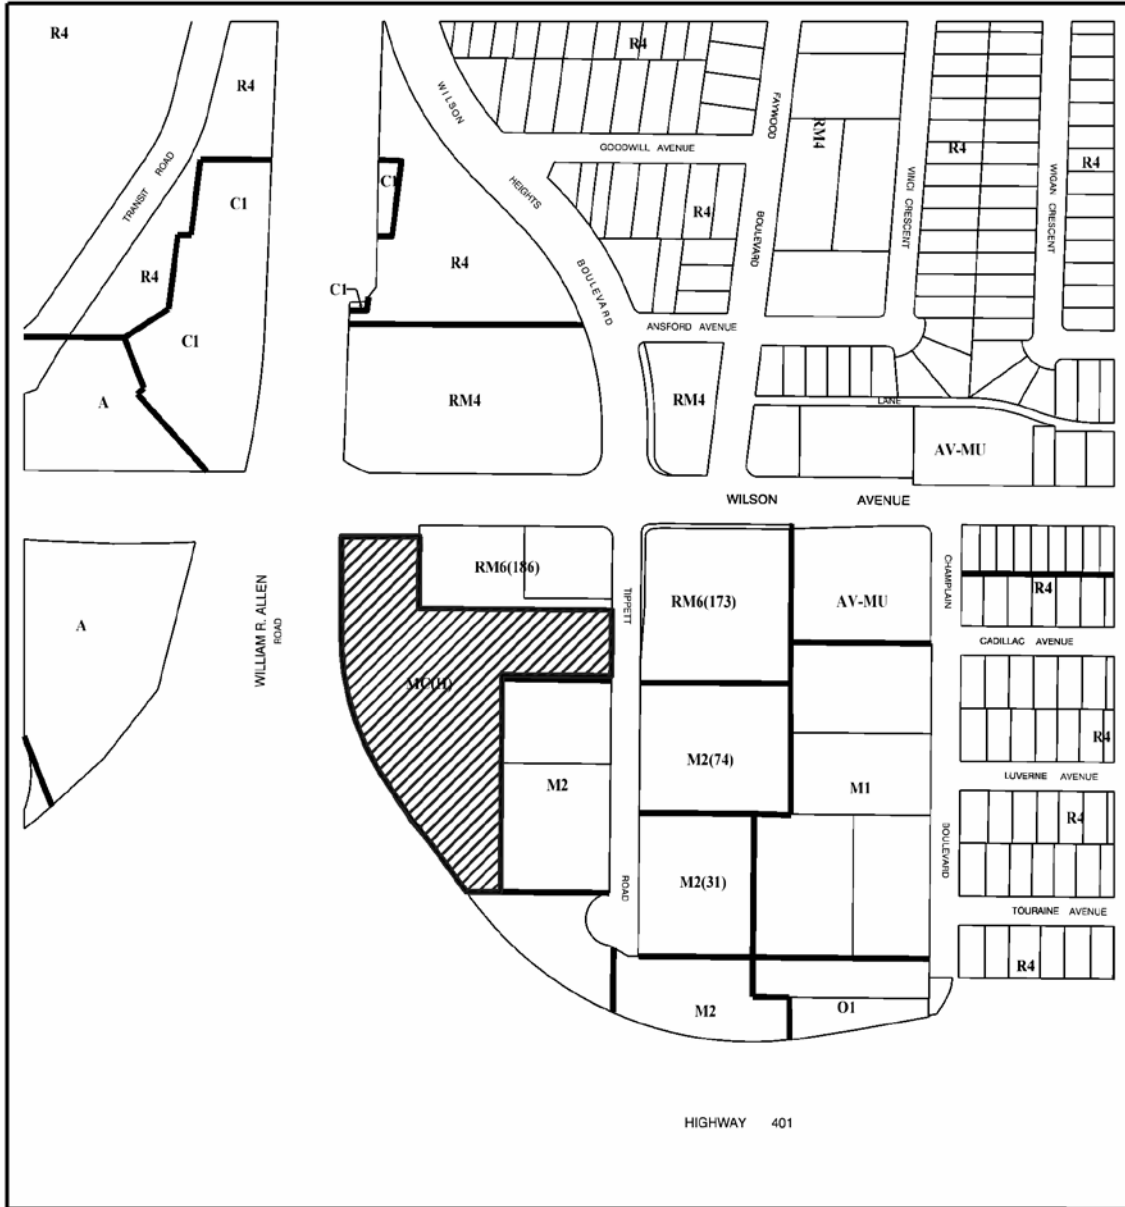 R4
R4
R4
WILSON
HEIGHTS
BOULEVARD
FAYWOOD
BOULEVARD
RM4
R4
R4
GOODWILL AVENUE
VINCI CRESCENT
WIGAN CRESCENT
TRANSIT ROAD
C1
C1
R4
R4
R4
C1
C1
ANSFORD AVENUE
A
RM4
RM4
LANE
AV-MU
WILSON AVENUE
RM6(186)
TIPPETT
ROAD
RM6(173)
AV-MU
CHAMPLAIN
BOULEVARD
R4
CADILLAC AVENUE
A
WILLIAM R. ALLEN
ROAD
MC(H)
R4
M2(74)
LUVERNE AVENUE
M2
M1
R4
M2(31)
TOURAINE AVENUE
R4
M2
O1
HIGHWAY 401